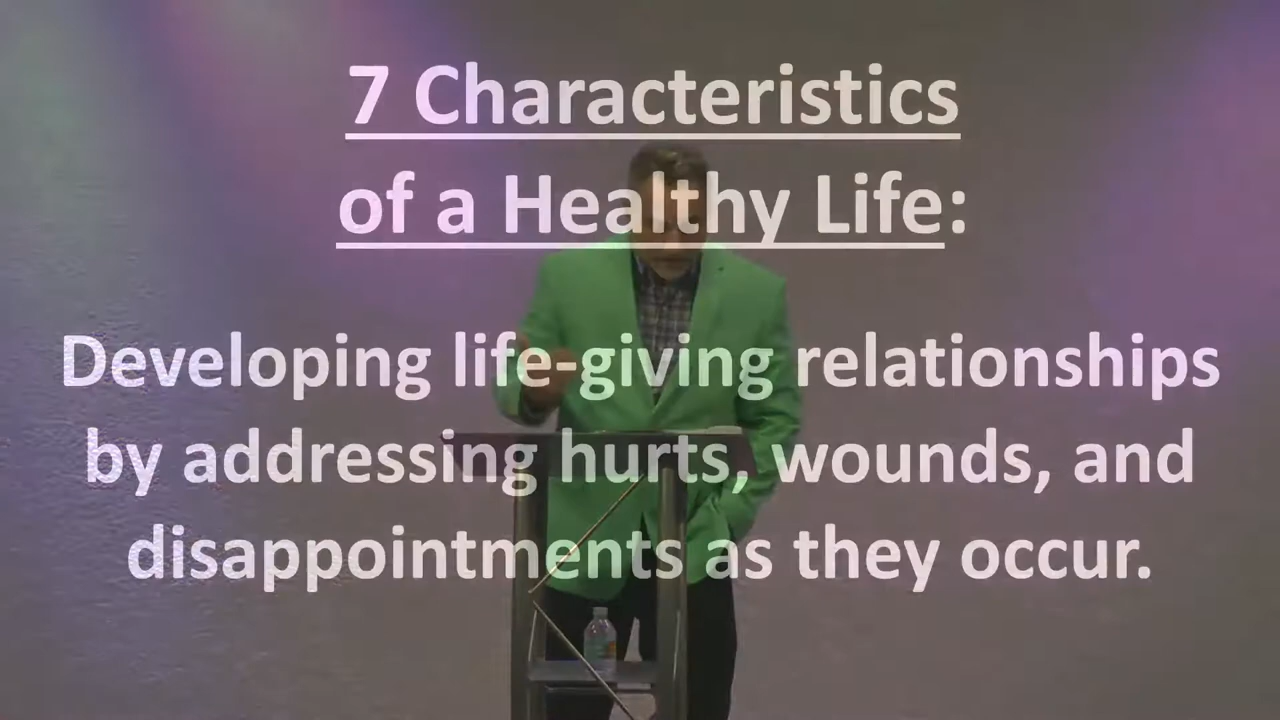 7 Characteristics
of a Healthy Life:
Developing life-giving relationships
by addressing hurts, wounds, and
disappointments as they occur.